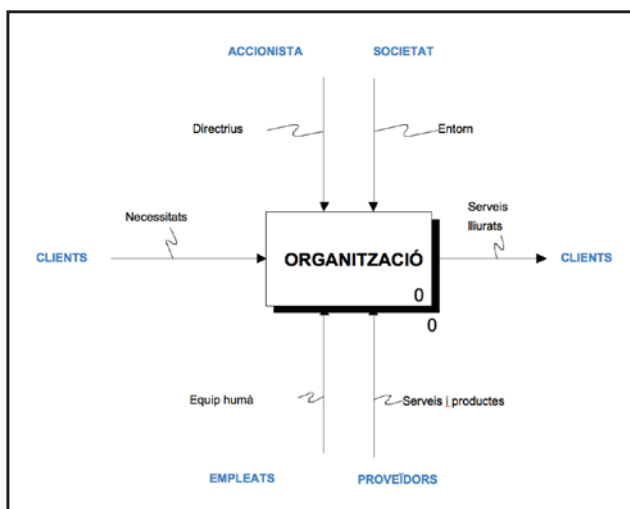 ACCIONISTA
SOCIETAT
Directrius
Entorn
Necessitats
Serveis
lliurats
CLIENTS
ORGANITZACIÓ
CLIENTS
0
0
Equip humà
Serveis i productes
EMPLEATS
PROVEÏDORS